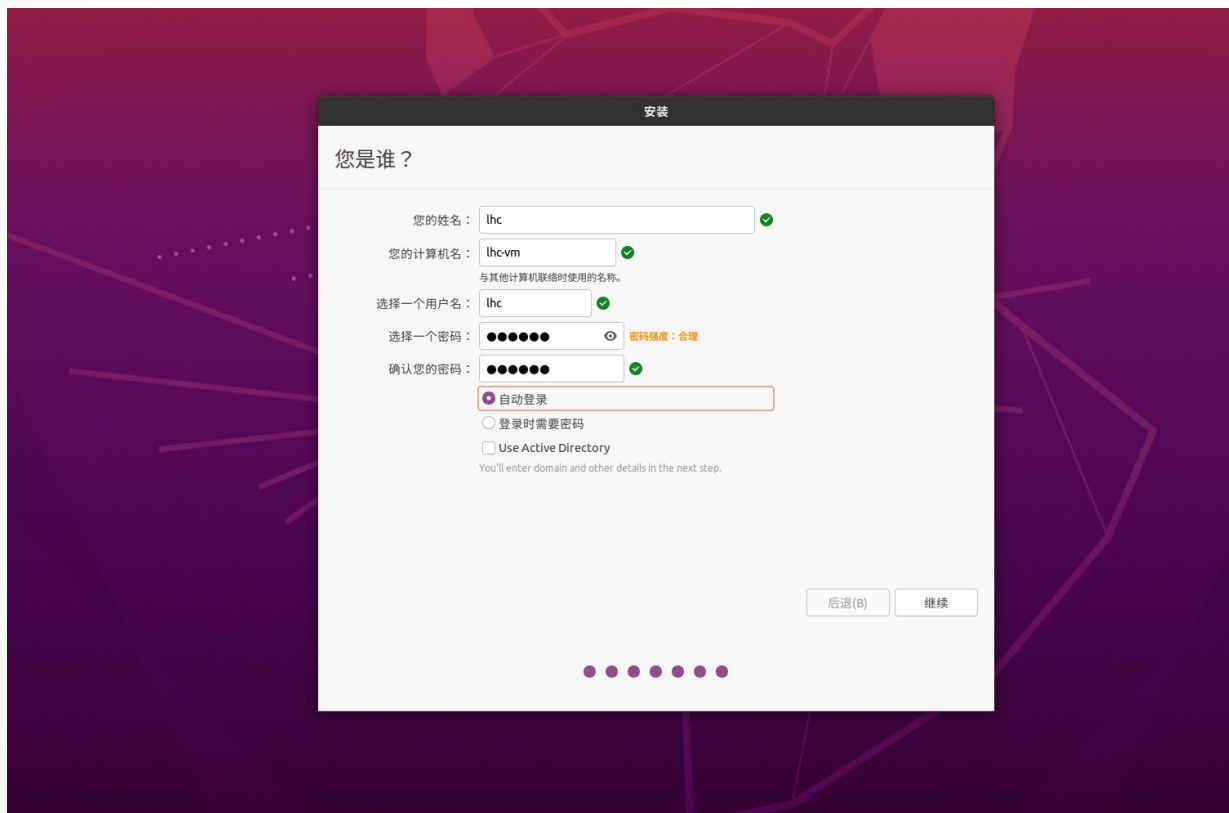 安装
您是谁？
您的姓名： lhc
您的计算机名： lhc-vm
与其他计算机联络时使用的名称。
选择一个用户名： lhc
选择一个密码： ●●●●●● 密码强度：合理
确认您的密码： ●●●●●●
自动登录
登录时需要密码
Use Active Directory
You'll enter domain and other details in the next step.
后退(B) 继续